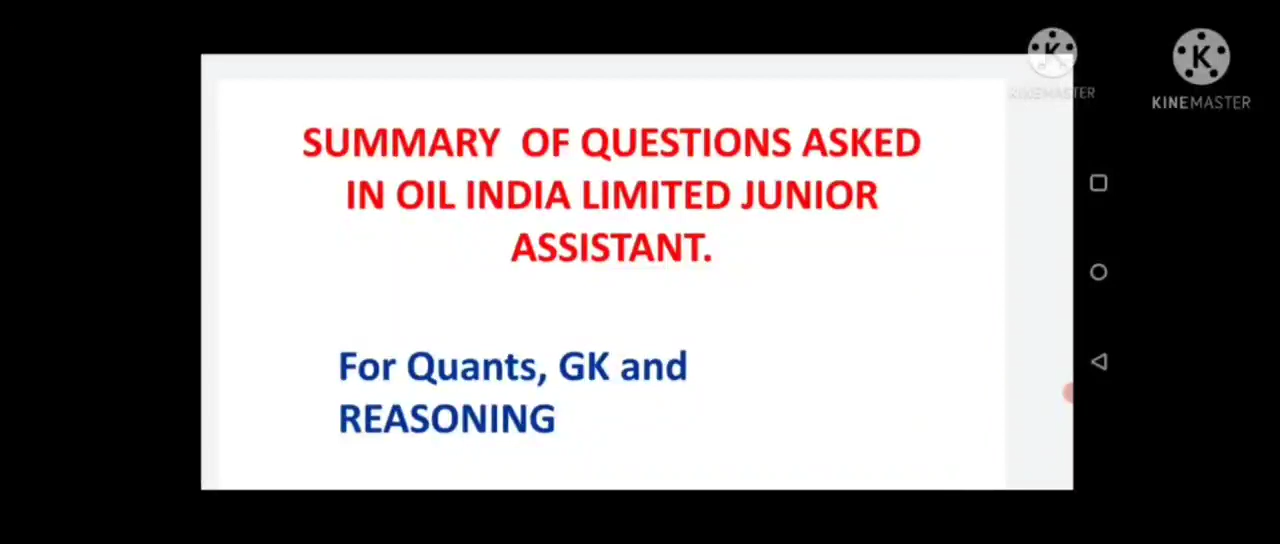 SUMMARY OF QUESTIONS ASKED
IN OIL INDIA LIMITED JUNIOR
ASSISTANT.
For Quants, GK and
REASONING
K
KINEMASTER
K
KINEMASTER